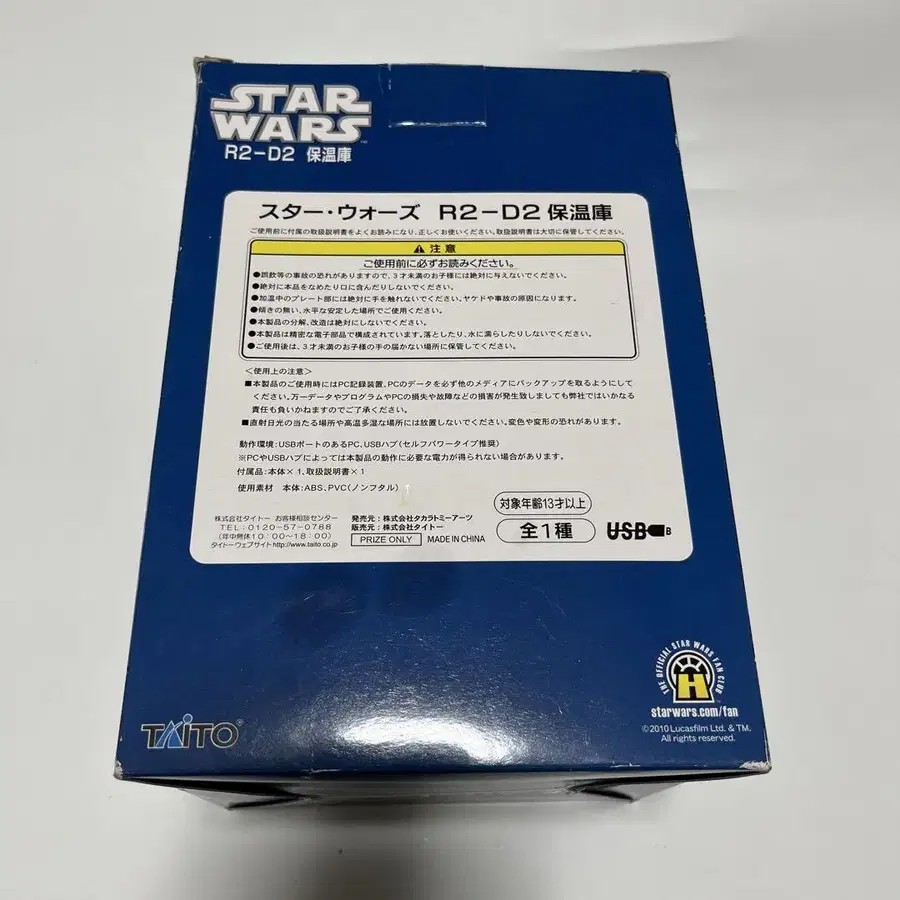 STAR
WARS
R2-D2 保温庫
スター・ウォーズ R2-D2 保温庫
ご使用前に付属の取扱説明書をよくお読みになり、正しくお使いください。取扱説明書は大切に保管してください。
⚠ 注意
ご使用前に必ずお読みください。
●誤飲等の事故の恐れがありますので、3才未満のお子様には絶対に与えないでください。
●絶対に本品をなめたり口に含んだりしないでください。
●加温中のプレート部には絶対に手を触れないでください。ヤケドや事故の原因になります。
●傾きの無い、水平な安定した場所でご使用ください。
●本製品の分解、改造は絶対にしないでください。
●本製品は精密な電子部品で構成されています。落としたり、水に濡らしたりしないでください。
●ご使用後は、3才未満のお子様の手の届かない場所に保管してください。
<使用上の注意>
■本製品のご使用時にはPC記録装置、PCのデータを必ず他のメディアにバックアップを取るようにして
ください。万一データやプログラムやPCの損失や故障などの損害が発生致しましても弊社ではいかなる
責任も負いかねますのでご了承ください。
■直射日光の当たる場所や高温多湿な場所には放置しないでください。変色や変形の恐れがあります。
動作環境:USBポートのあるPC、USBハブ(セルフパワータイプ推奨)
※PCやUSBハブによっては本製品の動作に必要な電力が得られない場合があります。
付属品:本体×1、取扱説明書×1
使用素材 本体:ABS、PVC(ノンフタル)
対象年齢13才以上
株式会社タイトー お客様相談センター
TEL:0120-57-0788
(年中無休10:00~18:00)
タイトーウェブサイトhttp://www.taito.co.jp
発売元:株式会社タカラトミーアーツ
販売元:株式会社タイトー
PRIZE ONLY MADE IN CHINA
全1種
USB B
THE OFFICIAL STAR WARS FAN CLUB
H
starwars.com/fan
©2010 Lucasfilm Ltd. & TM.
All rights reserved.
TAITO